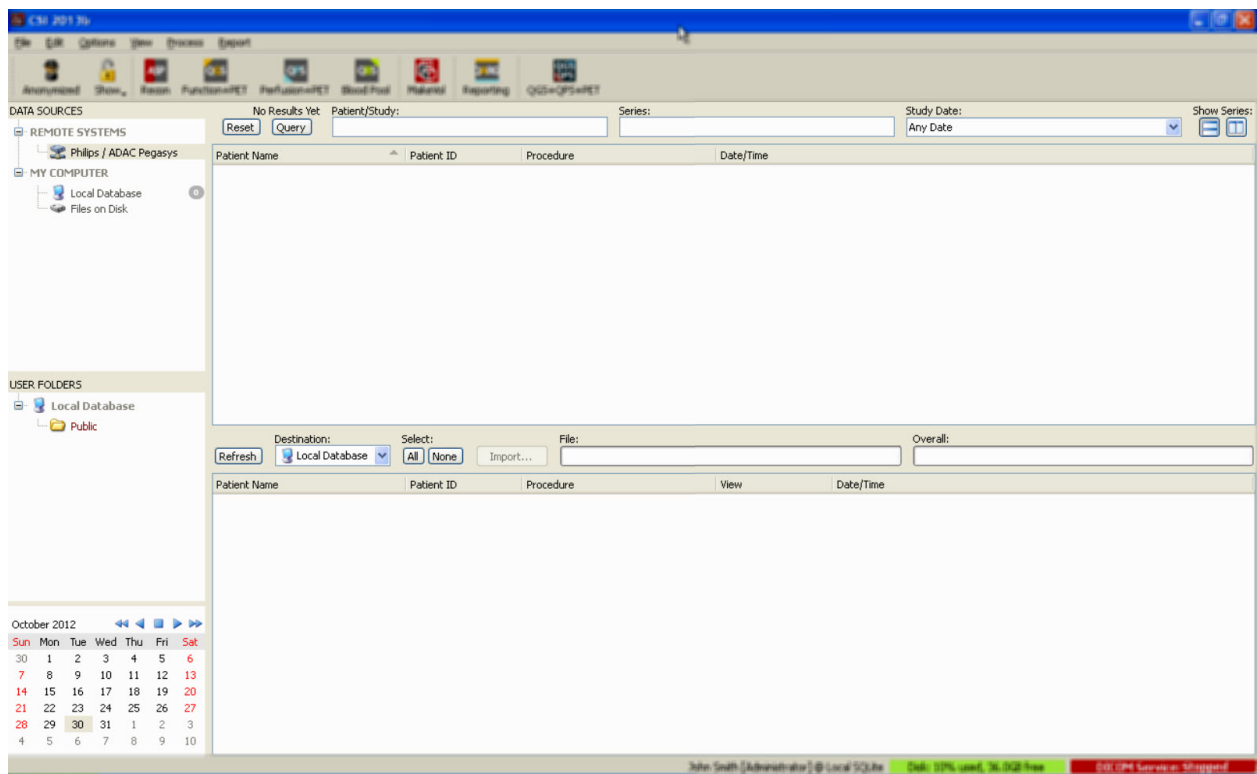 CSI 2013b
File Edit Options View Process Export
Anonymized Show Recon Function+PET Perfusion+PET Blood Pool Material Reporting QGS+QPS+PET
DATA SOURCES
REMOTE SYSTEMS
Philips / ADAC Pegasys
MY COMPUTER
Local Database 0
Files on Disk
No Results Yet Patient/Study: Series: Study Date: Show Series:
Reset Query Any Date
Patient Name Patient ID Procedure Date/Time
USER FOLDERS
Local Database
Public
Destination: Select: File: Overall:
Refresh Local Database All None Import...
Patient Name Patient ID Procedure View Date/Time
October 2012
Sun Mon Tue Wed Thu Fri Sat
30 1 2 3 4 5 6
7 8 9 10 11 12 13
14 15 16 17 18 19 20
21 22 23 24 25 26 27
28 29 30 31 1 2 3
4 5 6 7 8 9 10
John Smith [Administrator] @ Local SQLite Disk: 10% used, 36.0GB free DICOM Service: Stopped